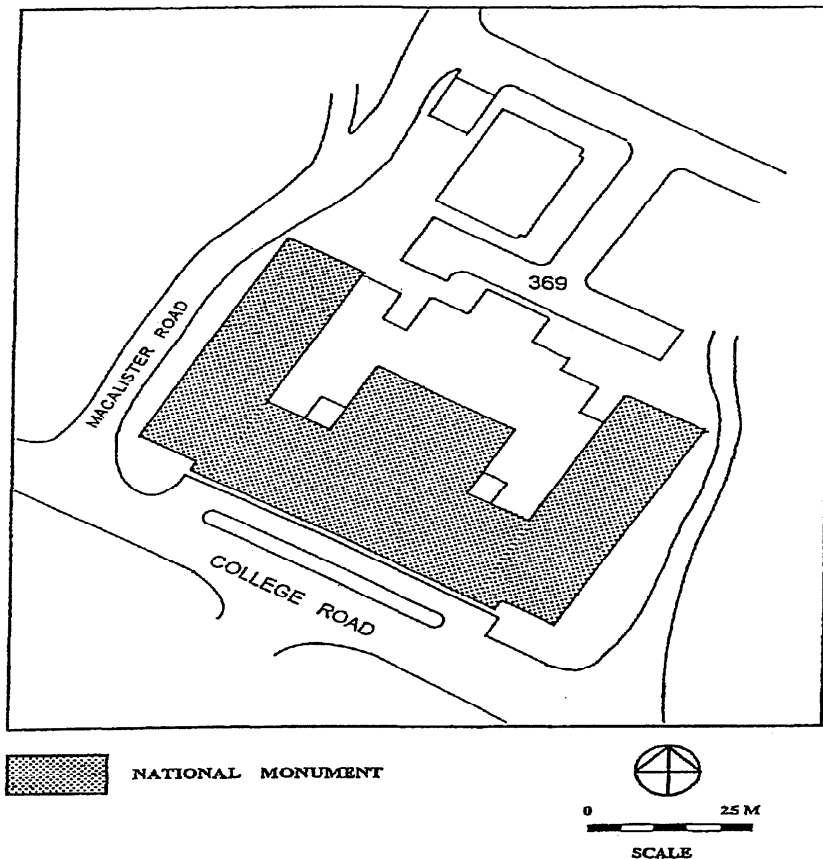 369
MACALISTER ROAD
COLLEGE ROAD
NATIONAL MONUMENT
0 25 M
SCALE